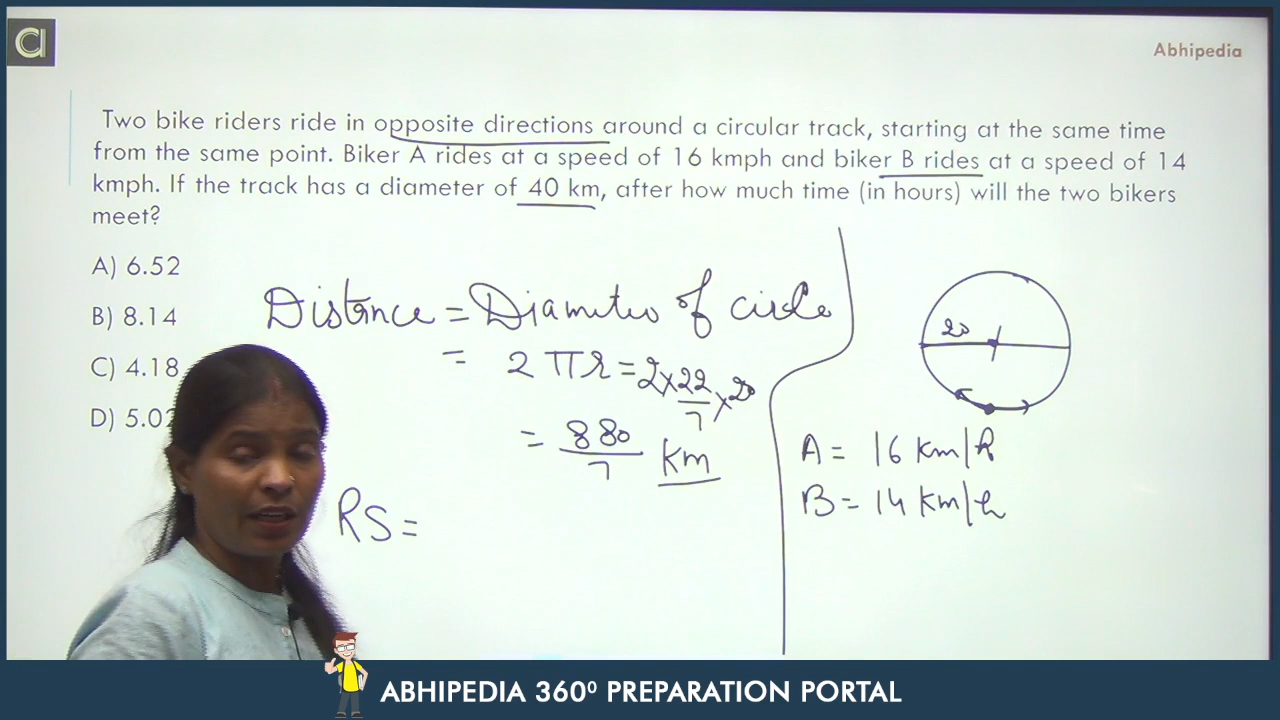 Abhipedia
Two bike riders ride in opposite directions around a circular track, starting at the same time
from the same point. Biker A rides at a speed of 16 kmph and biker B rides at a speed of 14
kmph. If the track has a diameter of 40 km, after how much time (in hours) will the two bikers
meet?
A) 6.52
B) 8.14
C) 4.18
D) 5.0
Distance = Diameter of circle
= 2πr = 2 × 22/7 × 20
= 880/7 km
RS =
20
A = 16 km/h
B = 14 km/h
ABHIPEDIA 360⁰ PREPARATION PORTAL